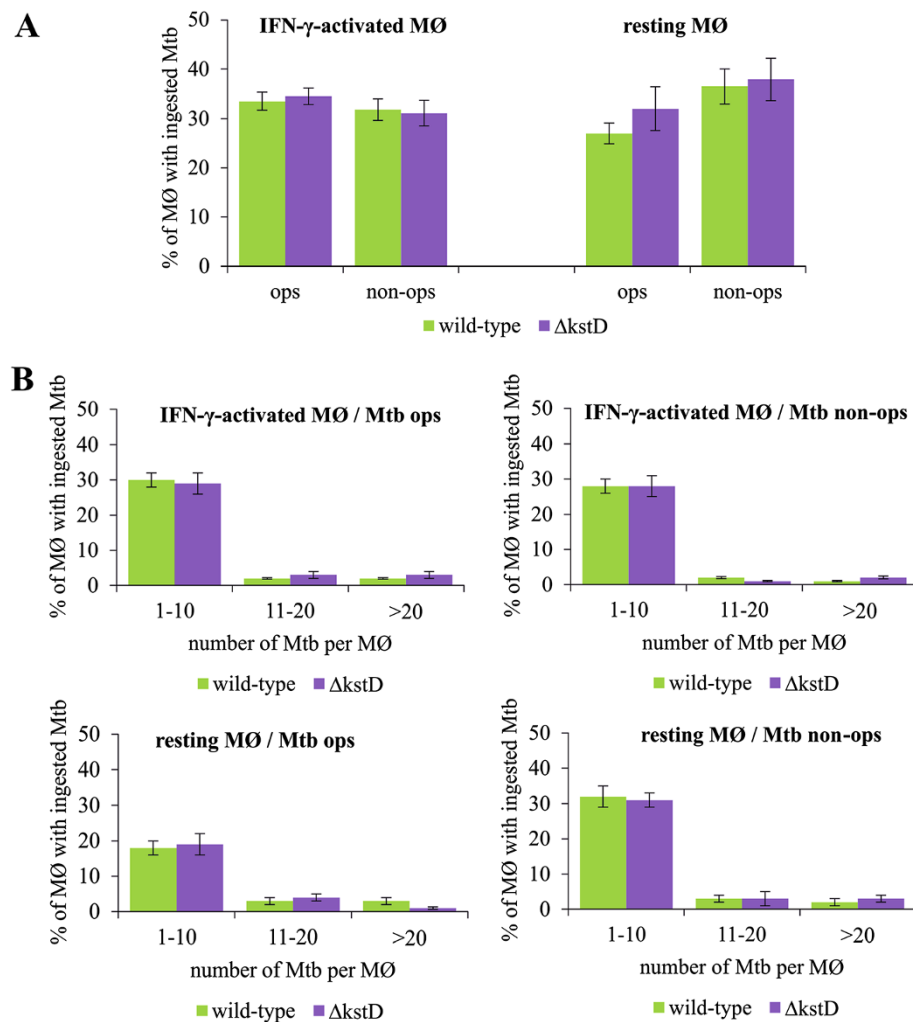 A
IFN-γ-activated MØ
resting MØ
% of MØ with ingested Mtb
50
40
30
20
10
0
ops
non-ops
ops
non-ops
wild-type
ΔkstD
B
IFN-γ-activated MØ / Mtb ops
% of MØ with ingested Mtb
50
40
30
20
10
0
1-10
11-20
>20
number of Mtb per MØ
wild-type
ΔkstD
IFN-γ-activated MØ / Mtb non-ops
% of MØ with ingested Mtb
50
40
30
20
10
0
1-10
11-20
>20
number of Mtb per MØ
wild-type
ΔkstD
resting MØ / Mtb ops
% of MØ with ingested Mtb
50
40
30
20
10
0
1-10
11-20
>20
number of Mtb per MØ
wild-type
ΔkstD
resting MØ / Mtb non-ops
% of MØ with ingested Mtb
50
40
30
20
10
0
1-10
11-20
>20
number of Mtb per MØ
wild-type
ΔkstD